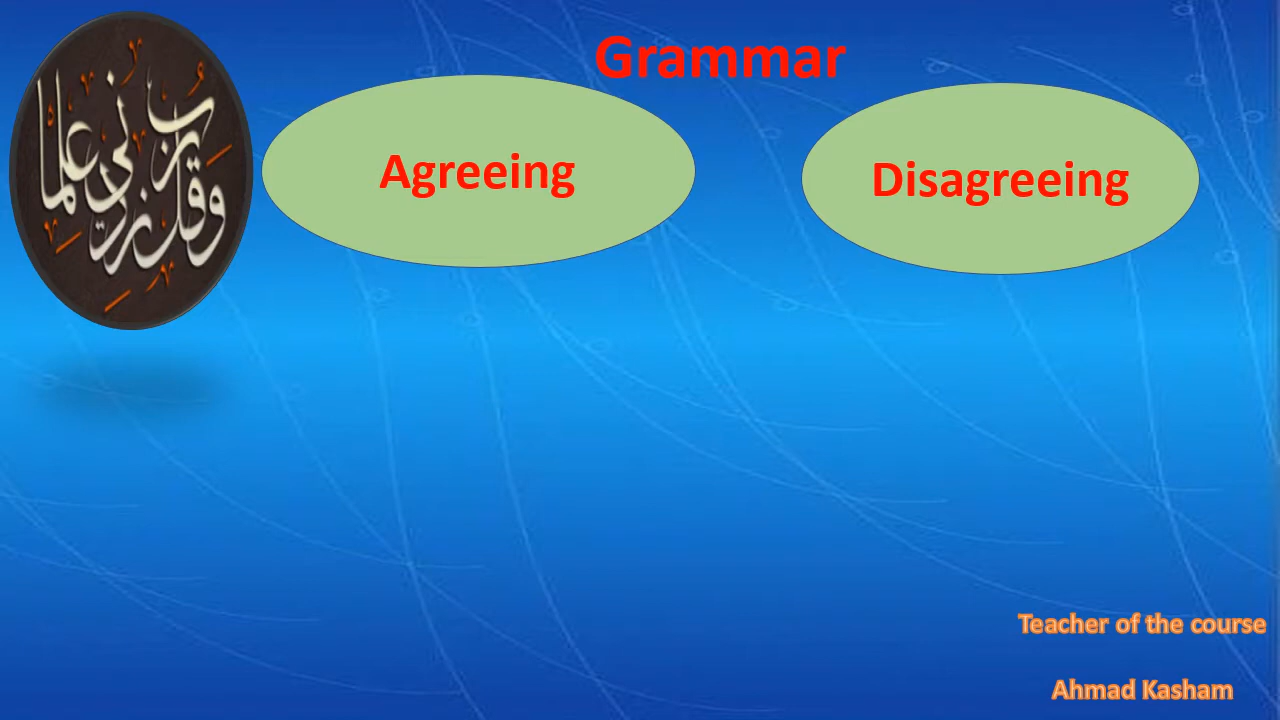 Grammar
وقل رب زدني علما
Agreeing
Disagreeing
Teacher of the course
Ahmad Kasham